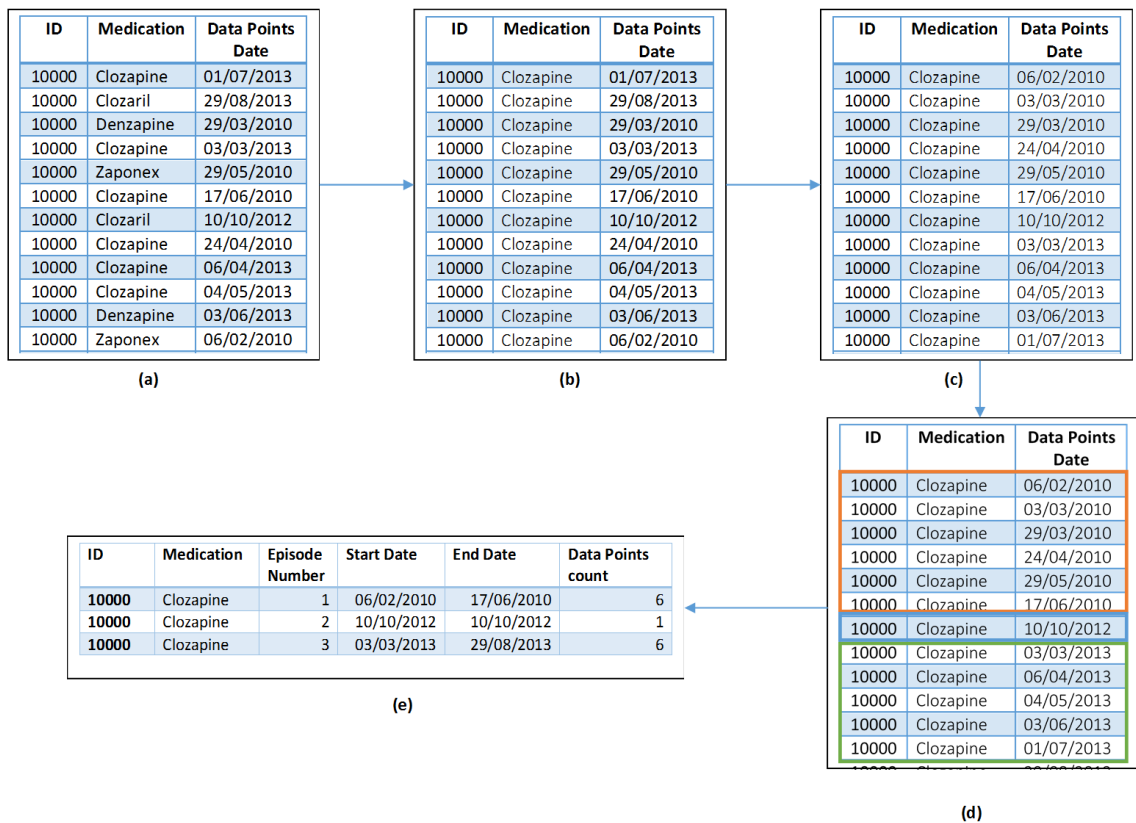 ID Medication Data Points
Date
10000 Clozapine 01/07/2013
10000 Clozaril 29/08/2013
10000 Denzapine 29/03/2010
10000 Clozapine 03/03/2013
10000 Zaponex 29/05/2010
10000 Clozapine 17/06/2010
10000 Clozaril 10/10/2012
10000 Clozapine 24/04/2010
10000 Clozapine 06/04/2013
10000 Clozapine 04/05/2013
10000 Denzapine 03/06/2013
10000 Zaponex 06/02/2010
(a)
ID Medication Data Points
Date
10000 Clozapine 01/07/2013
10000 Clozapine 29/08/2013
10000 Clozapine 29/03/2010
10000 Clozapine 03/03/2013
10000 Clozapine 29/05/2010
10000 Clozapine 17/06/2010
10000 Clozapine 10/10/2012
10000 Clozapine 24/04/2010
10000 Clozapine 06/04/2013
10000 Clozapine 04/05/2013
10000 Clozapine 03/06/2013
10000 Clozapine 06/02/2010
(b)
ID Medication Data Points
Date
10000 Clozapine 06/02/2010
10000 Clozapine 03/03/2010
10000 Clozapine 29/03/2010
10000 Clozapine 24/04/2010
10000 Clozapine 29/05/2010
10000 Clozapine 17/06/2010
10000 Clozapine 10/10/2012
10000 Clozapine 03/03/2013
10000 Clozapine 06/04/2013
10000 Clozapine 04/05/2013
10000 Clozapine 03/06/2013
10000 Clozapine 01/07/2013
(c)
ID Medication Data Points
Date
10000 Clozapine 06/02/2010
10000 Clozapine 03/03/2010
10000 Clozapine 29/03/2010
10000 Clozapine 24/04/2010
10000 Clozapine 29/05/2010
10000 Clozapine 17/06/2010
10000 Clozapine 10/10/2012
10000 Clozapine 03/03/2013
10000 Clozapine 06/04/2013
10000 Clozapine 04/05/2013
10000 Clozapine 03/06/2013
10000 Clozapine 01/07/2013
(d)
ID Medication Episode Start Date End Date Data Points
Number count
10000 Clozapine 1 06/02/2010 17/06/2010 6
10000 Clozapine 2 10/10/2012 10/10/2012 1
10000 Clozapine 3 03/03/2013 29/08/2013 6
(e)